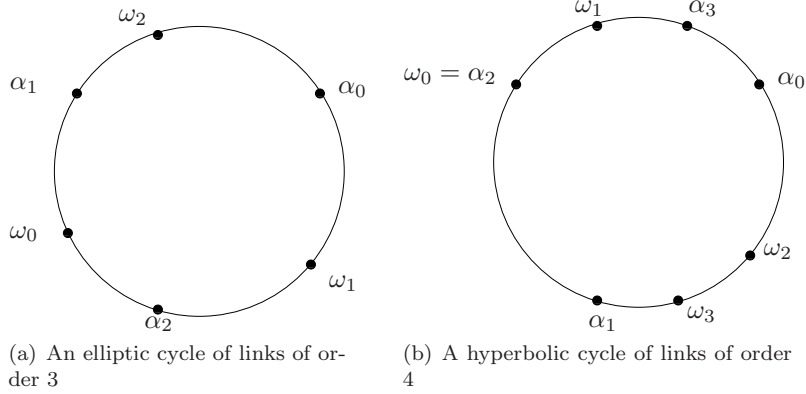 ω₂
α₁
α₀
ω₀
ω₁
α₂
(a) An elliptic cycle of links of or-
der 3
ω₁
α₃
ω₀ = α₂
α₀
ω₂
α₁
ω₃
(b) A hyperbolic cycle of links of order
4